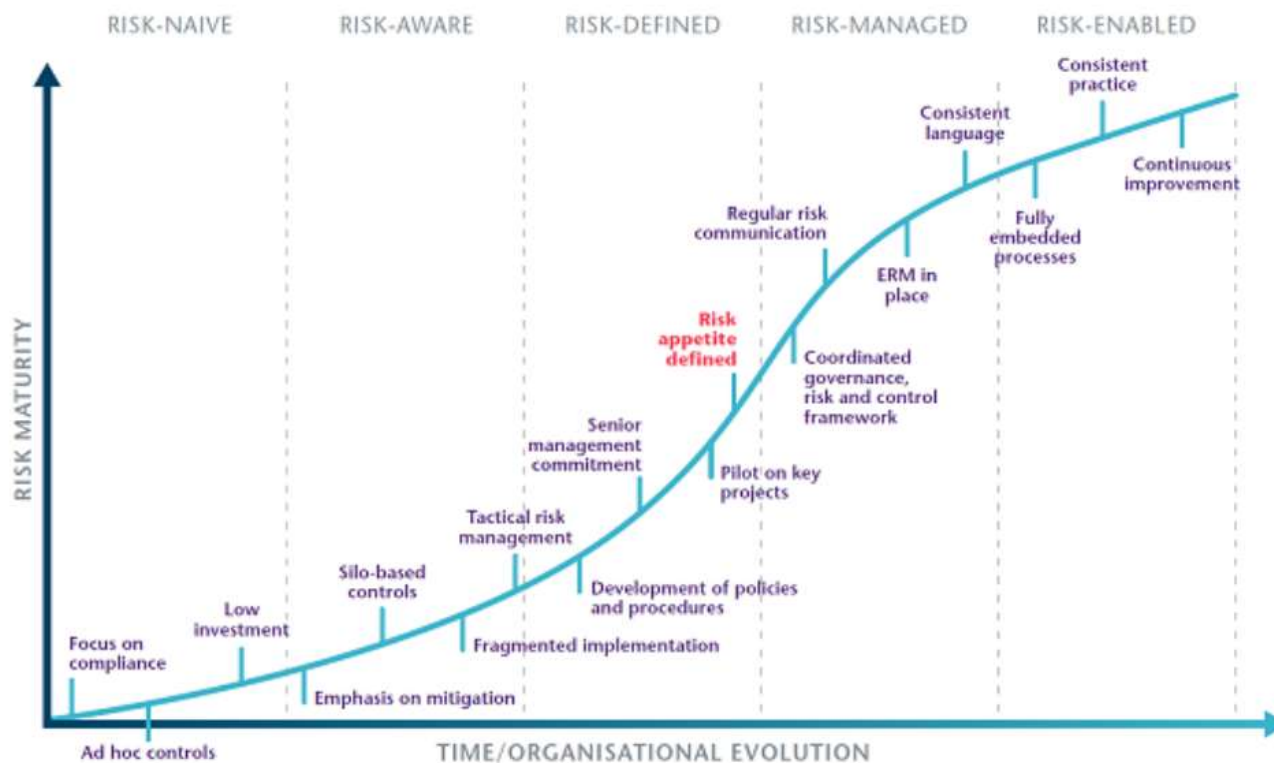 RISK-NAIVE
RISK-AWARE
RISK-DEFINED
RISK-MANAGED
RISK-ENABLED
RISK MATURITY
Focus on
compliance
Ad hoc controls
Low
investment
Emphasis on mitigation
Silo-based
controls
Fragmented implementation
Tactical risk
management
Development of policies
and procedures
Senior
management
commitment
Pilot on key
projects
Risk
appetite
defined
Coordinated
governance,
risk and control
framework
Regular risk
communication
ERM in
place
Consistent
language
Fully
embedded
processes
Consistent
practice
Continuous
improvement
TIME/ORGANISATIONAL EVOLUTION